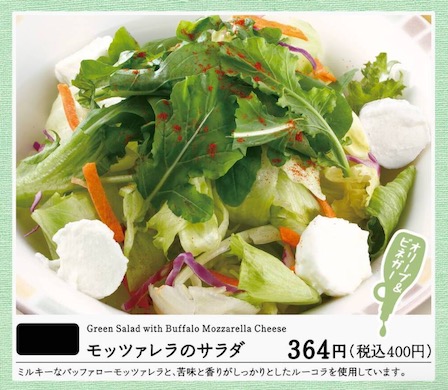 オリーブ&
ビネガー
Green Salad with Buffalo Mozzarella Cheese
モッツァレラのサラダ 364円(税込400円)
ミルキーなバッファローモッツァレラと、苦味と香りがしっかりとしたルーコラを使用しています。